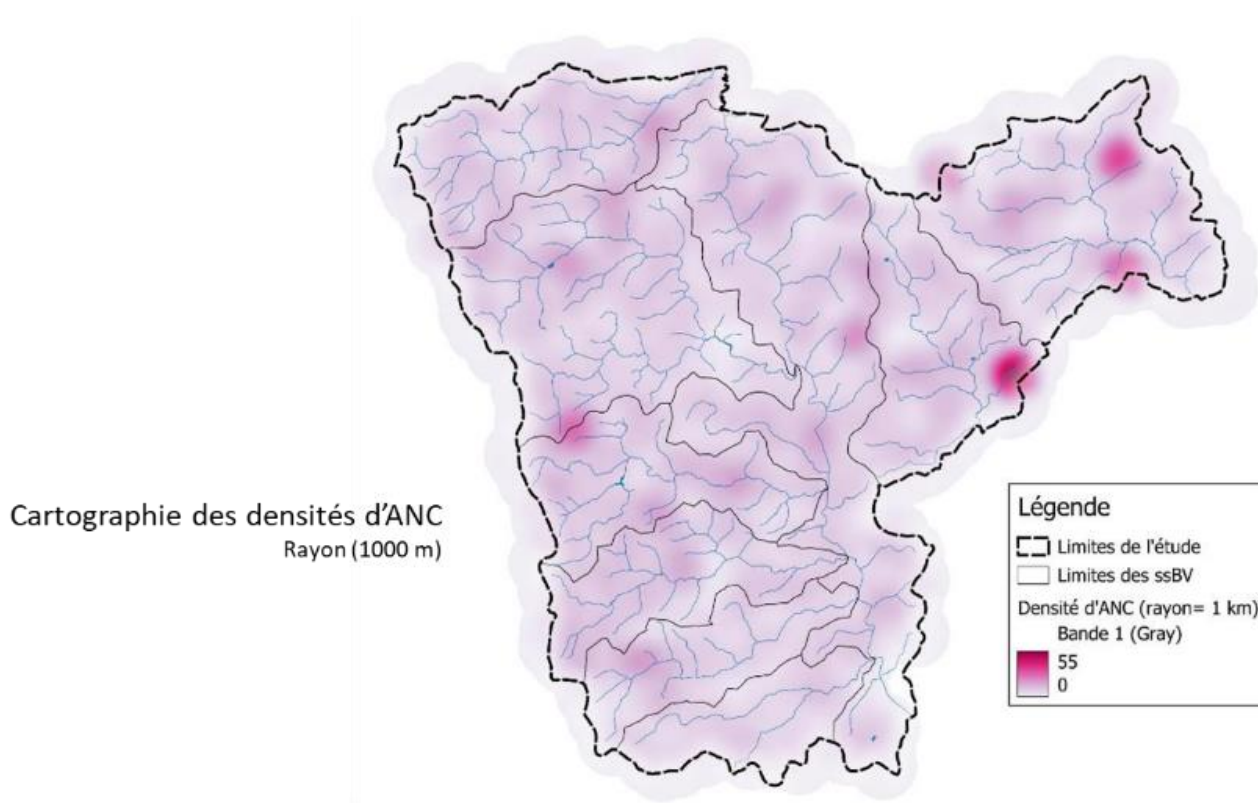 Cartographie des densités d'ANC
Rayon (1000 m)
Légende
Limites de l'étude
Limites des ssBV
Densité d'ANC (rayon= 1 km)
Bande 1 (Gray)
55
0